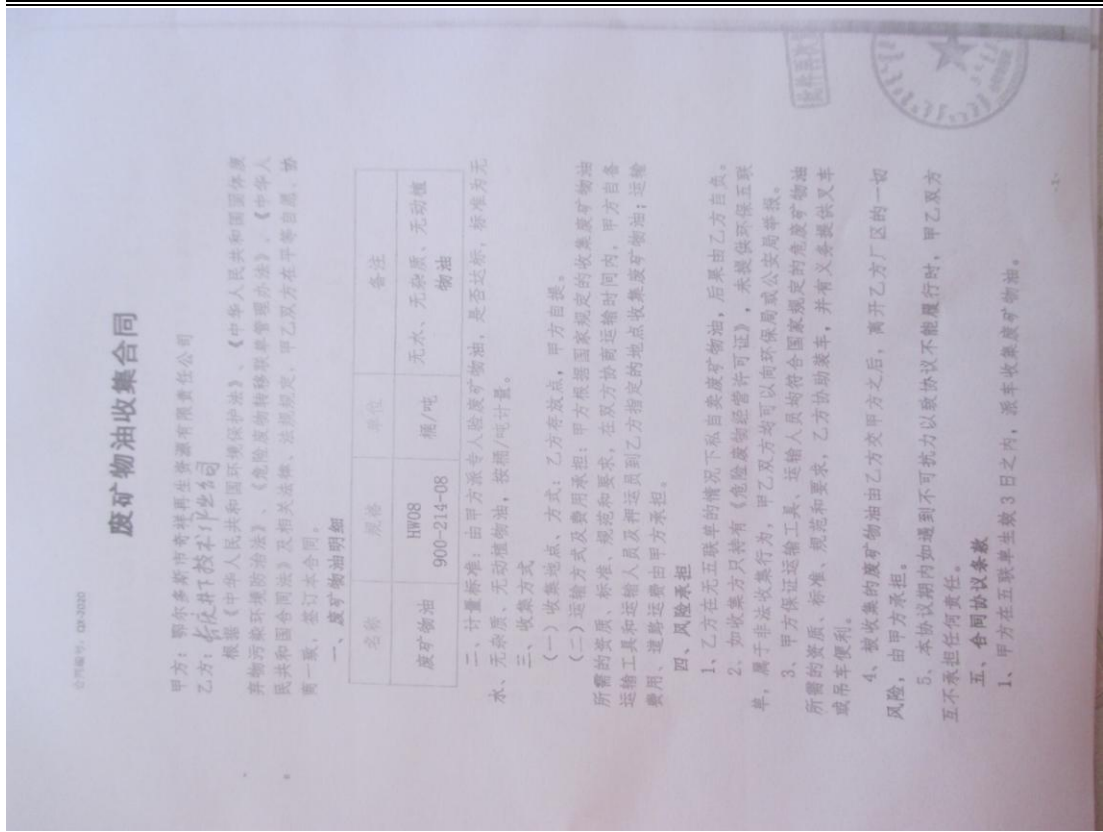 合同编号: QX-2020
废矿物油收集合同
甲方: 鄂尔多斯市奇祥再生资源有限责任公司
乙方: 井下技术作业公司
根据《中华人民共和国环境保护法》、《中华人民共和国固体废
弃物污染环境防治法》、《危险废物转移联单管理办法》、《中华人
民共和国合同法》及相关法律、法规规定, 甲乙双方在平等自愿、协
商一致, 签订本合同。
一、废矿物油明细
名称 规格 单位 备注
废矿物油 HW08 900-214-08 桶/吨 无水、无杂质、无动植物油
二、计量标准: 由甲方派专人验废矿物油, 是否达标, 标准为无
水、无杂质、无动植物油, 按桶/吨计量。
三、收集方式
(一) 收集地点、方式: 乙方存放点, 甲方自提。
(二) 运输方式及费用承担: 甲方根据国家规定的收集废矿物油
所需的资质、标准、规范和要求, 在双方协商运输时间内, 甲方自备
运输工具和运输人员及押运员到乙方指定的地点收集废矿物油; 运输
费用、道路运费由甲方承担。
四、风险承担
1、乙方在无五联单的情况下私自卖废矿物油, 后果由乙方自负。
2、如收集方只持有《危险废物经营许可证》, 未提供环保五联
单, 属于非法收集行为, 甲乙双方均可以向环保局或公安局举报。
3、甲方保证运输工具、运输人员均符合国家规定的危废矿物油
所需的资质、标准、规范和要求, 乙方协助装车, 并有义务提供叉车
或吊车便利。
4、被收集的废矿物油由乙方交甲方之后, 离开乙方厂区的一切
风险, 由甲方承担。
5、本协议期内如遇到不可抗力以致协议不能履行时, 甲乙双方
互不承担任何责任。
五、合同协议条款
1、甲方在五联单生效 3 日之内, 派车收集废矿物油。